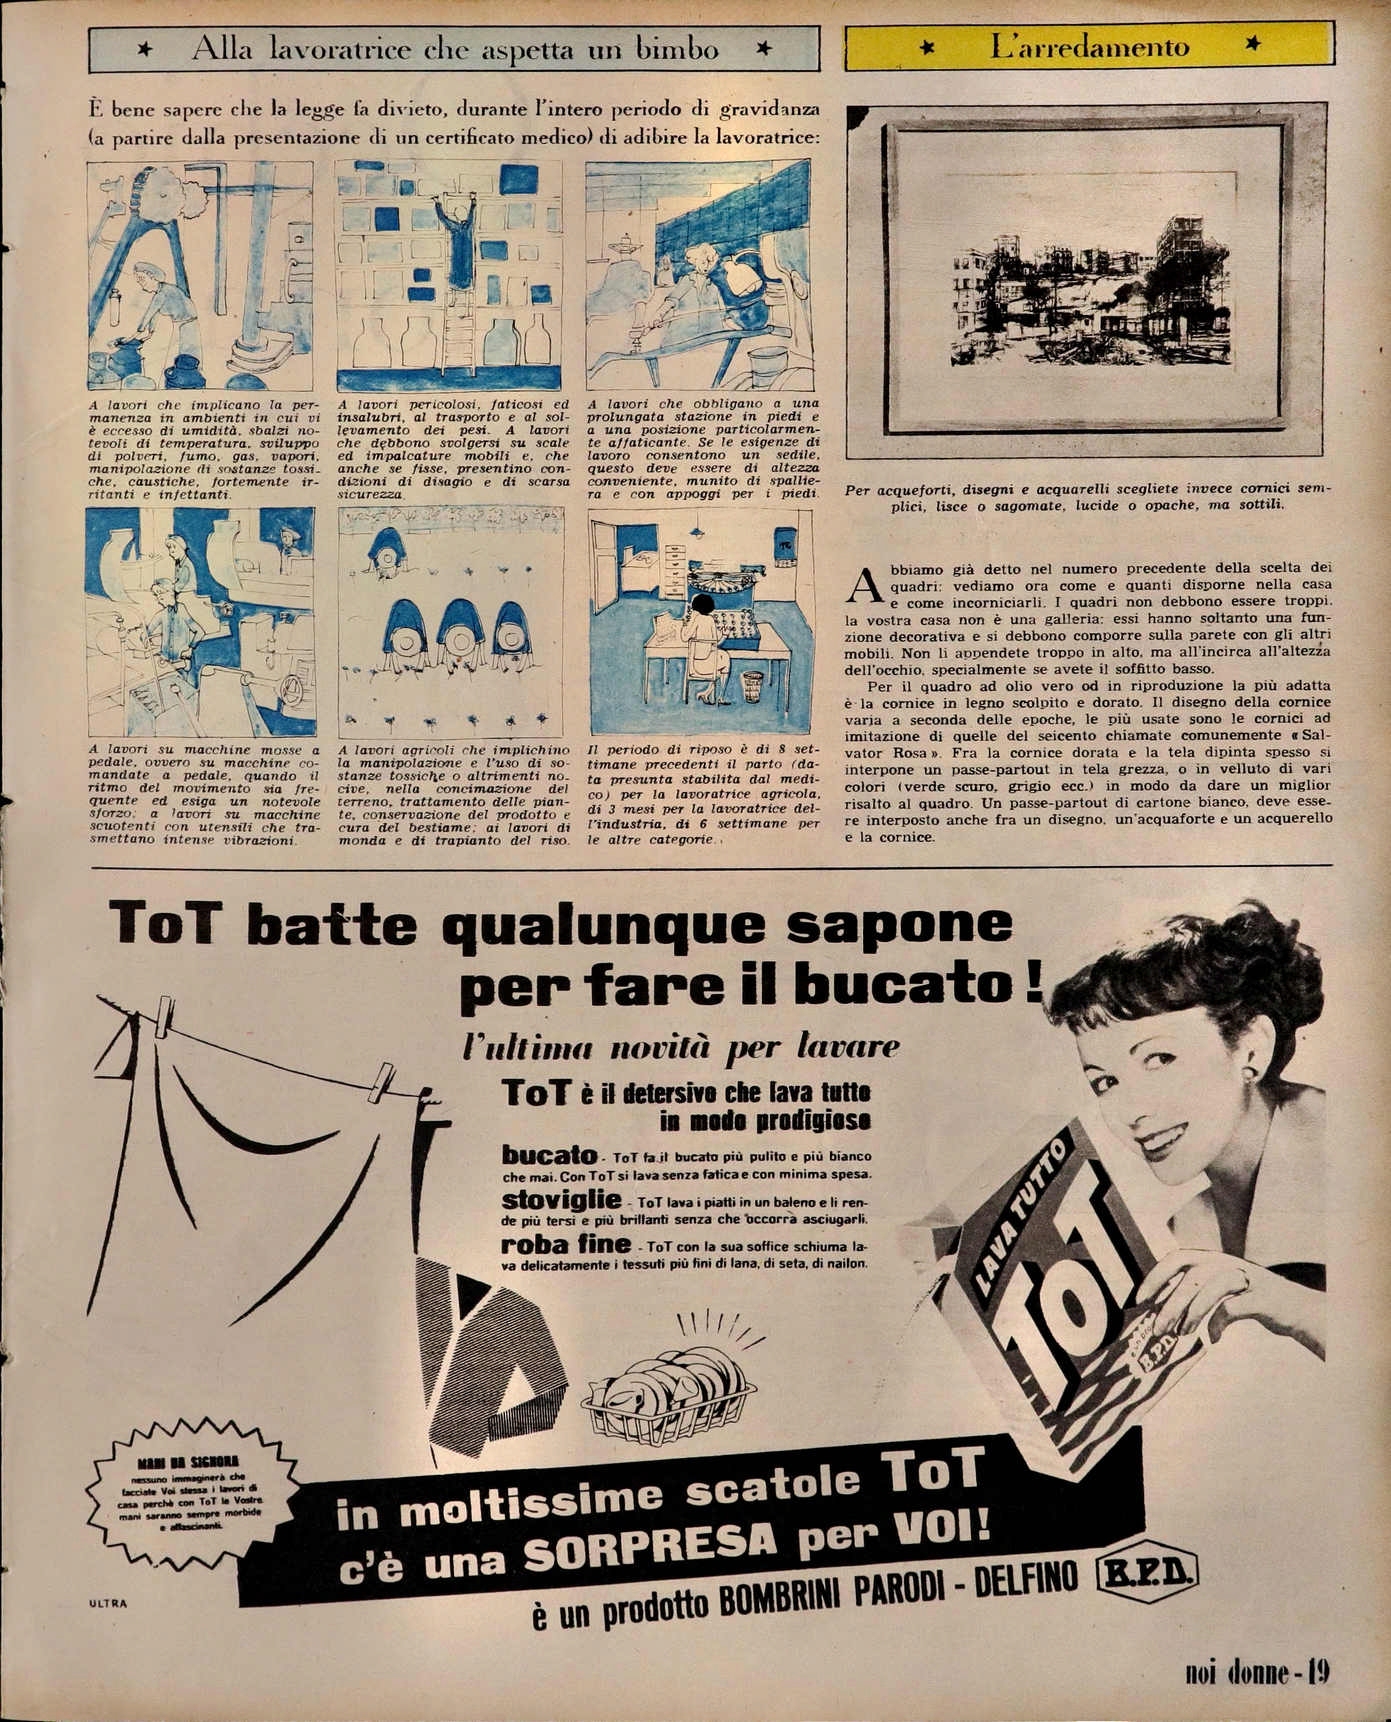 Alla lavoratrice che aspetta un bimbo
È bene sapere che la legge fa divieto, durante l'intero periodo di gravidanza
(a partire dalla presentazione di un certificato medico) di adibire la lavoratrice:
A lavori che implicano la per-
manenza in ambienti in cui vi
è eccesso di umidità, sbalzi no-
tevoli di temperatura, sviluppo
di polveri, fumo, gas, vapori,
manipolazione di sostanze tossi-
che, caustiche, fortemente ir-
ritanti e infettanti.
A lavori pericolosi, faticosi ed
insalubri, al trasporto e al sol-
levamento dei pesi. A lavori
che debbono svolgersi su scale
ed impalcature mobili e, che
anche se fisse, presentino con-
dizioni di disagio e di scarsa
sicurezza.
A lavori che obbligano a una
prolungata stazione in piedi e
a una posizione particolarmen-
te affaticante. Se le esigenze di
lavoro consentono un sedile,
questo deve essere di altezza
conveniente, munito di spallie-
ra e con appoggi per i piedi.
A lavori su macchine mosse a
pedale, ovvero su macchine co-
mandate a pedale, quando il
ritmo del movimento sia fre-
quente ed esiga un notevole
sforzo; a lavori su macchine
scuotenti con utensili che tra-
smettano intense vibrazioni.
A lavori agricoli che implichino
la manipolazione e l'uso di so-
stanze tossiche o altrimenti no-
cive, nella concimazione del
terreno, trattamento delle pian-
te, conservazione del prodotto e
cura del bestiame; ai lavori di
monda e di trapianto del riso.
Il periodo di riposo è di 8 set-
timane precedenti il parto (da-
ta presunta stabilita dal medi-
co) per la lavoratrice agricola,
di 3 mesi per la lavoratrice del-
l'industria, di 6 settimane per
le altre categorie.
L'arredamento
Per acqueforti, disegni e acquarelli scegliete invece cornici sem-
plici, lisce o sagomate, lucide o opache, ma sottili.
Abbiamo già detto nel numero precedente della scelta dei
quadri: vediamo ora come e quanti disporne nella casa
e come incorniciarli. I quadri non debbono essere troppi,
la vostra casa non è una galleria: essi hanno soltanto una fun-
zione decorativa e si debbono comporre sulla parete con gli altri
mobili. Non li appendete troppo in alto, ma all'incirca all'altezza
dell'occhio, specialmente se avete il soffitto basso.
Per il quadro ad olio vero od in riproduzione la più adatta
è la cornice in legno scolpito e dorato. Il disegno della cornice
varia a seconda delle epoche, le più usate sono le cornici ad
imitazione di quelle del seicento chiamate comunemente «Sal-
vator Rosa». Fra la cornice dorata e la tela dipinta spesso si
interpone un passe-partout in tela grezza, o in velluto di vari
colori (verde scuro, grigio ecc.) in modo da dare un miglior
risalto al quadro. Un passe-partout di cartone bianco, deve esse-
re interposto anche fra un disegno, un'acquaforte e un acquerello
e la cornice.
ToT batte qualunque sapone
per fare il bucato!
l'ultima novità per lavare
ToT è il detersivo che lava tutto
in modo prodigioso
bucato - ToT fa il bucato più pulito e più bianco
che mai. Con ToT si lava senza fatica e con minima spesa.
stoviglie - ToT lava i piatti in un baleno e li ren-
de più tersi e più brillanti senza che occorra asciugarli.
roba fine - ToT con la sua soffice schiuma la-
va delicatamente i tessuti più fini di lana, di seta, di nailon.
LAVA TUTTO
ToT
B.P.D.
MANI DA SIGNORA
nessuno immaginerà che
facciate Voi stessa i lavori di
casa perchè con ToT le Vostre
mani saranno sempre morbide
e affascinanti.
in moltissime scatole ToT
c'è una SORPRESA per VOI!
è un prodotto BOMBRINI PARODI - DELFINO B.P.D.
ULTRA
noi donne - 19